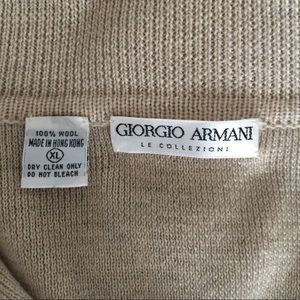 100% WOOL
MADE IN HONG KONG
XL
DRY CLEAN ONLY
DO NOT BLEACH
GIORGIO ARMANI
LE COLLEZIONI